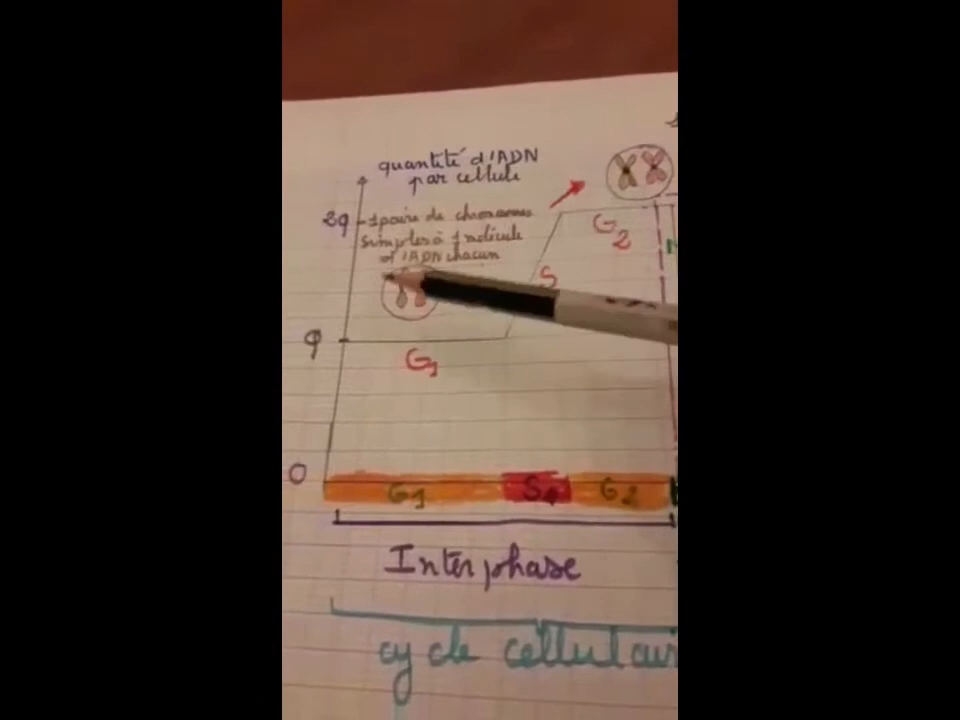 quantité d'ADN
par cellule
2q
1 paire de chromosomes
simples à 1 molécule
d'ADN chacun
G2
S
q
G1
0
G1
G2
Interphase
cycle cellulair